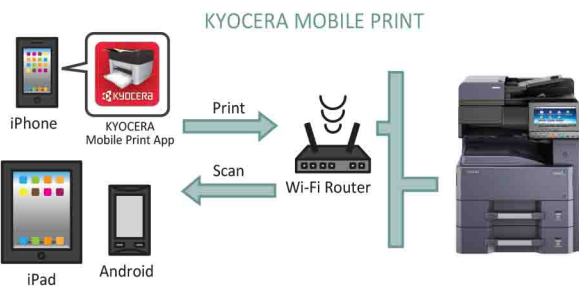 KYOCERA MOBILE PRINT
KYOCERA
iPhone
KYOCERA
Mobile Print App
Print
Scan
Wi-Fi Router
iPad
Android